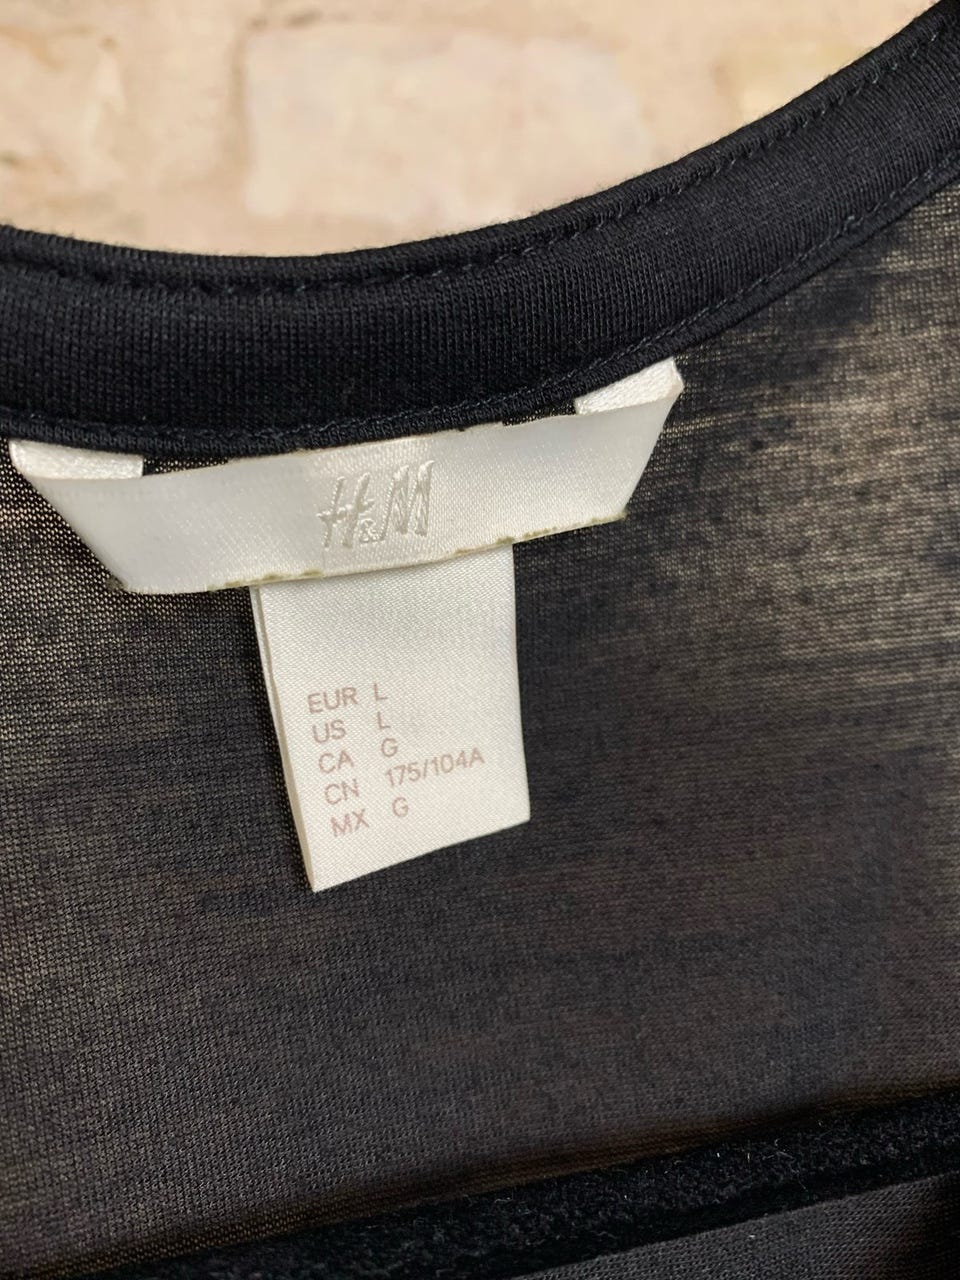 H&M
EUR L
US L
CA G
CN 175/104A
MX G